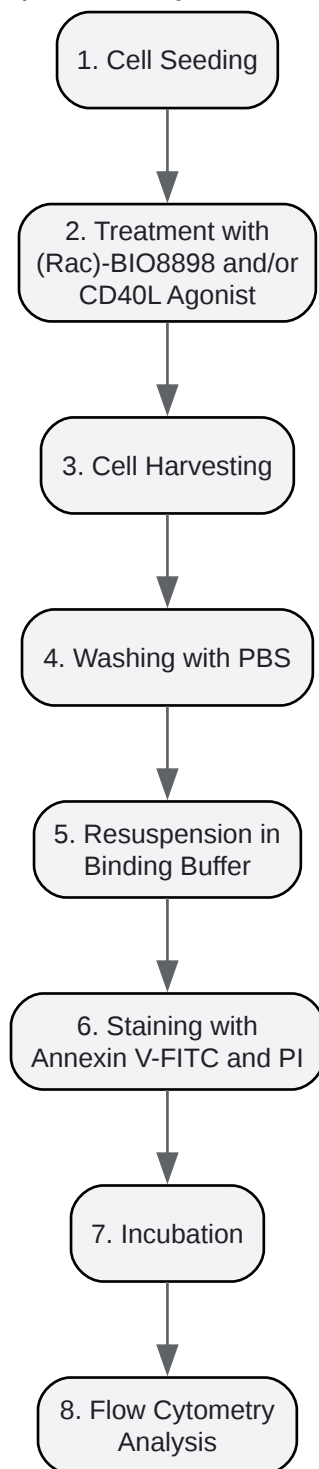 1. Cell Seeding
2. Treatment with
(Rac)-BIO8898 and/or
CD40L Agonist
3. Cell Harvesting
4. Washing with PBS
5. Resuspension in
Binding Buffer
6. Staining with
Annexin V-FITC and PI
7. Incubation
8. Flow Cytometry
Analysis